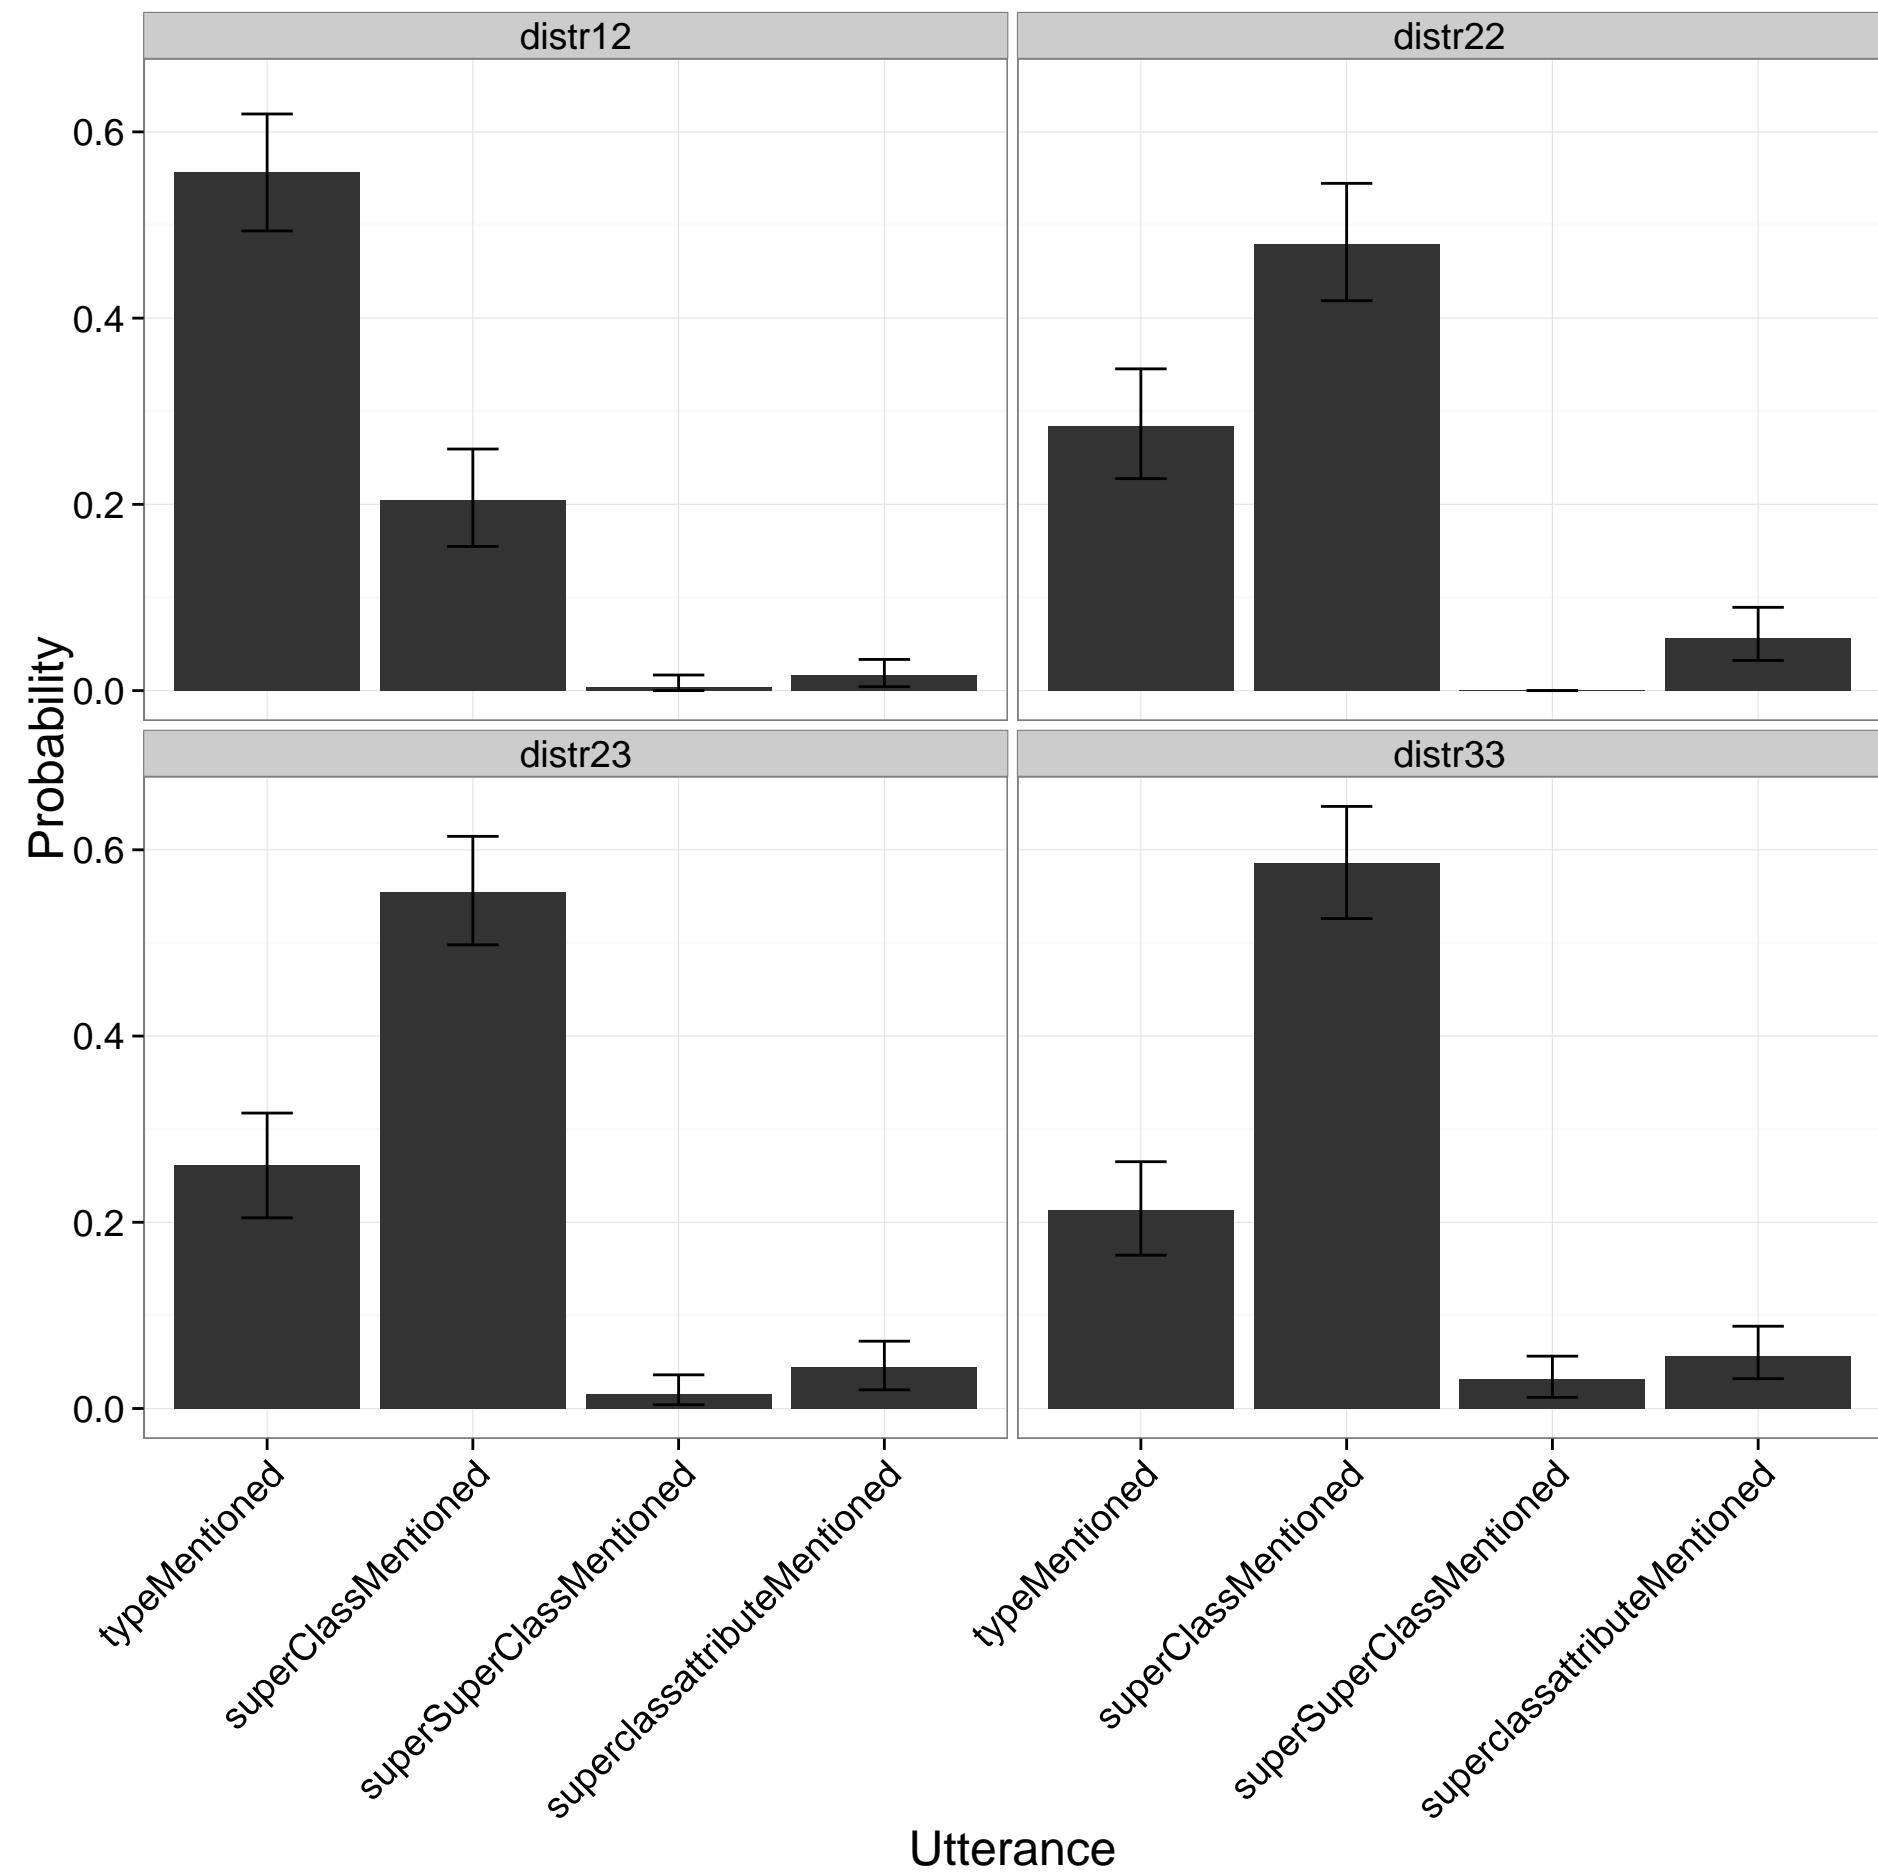 distr12
distr22
0.6
0.4
0.2
0.0
distr23
distr33
0.6
0.4
0.2
0.0
Probability
typeMentioned
superClassMentioned
superSuperClassMentioned
superclassattributeMentioned
typeMentioned
superClassMentioned
superSuperClassMentioned
superclassattributeMentioned
Utterance